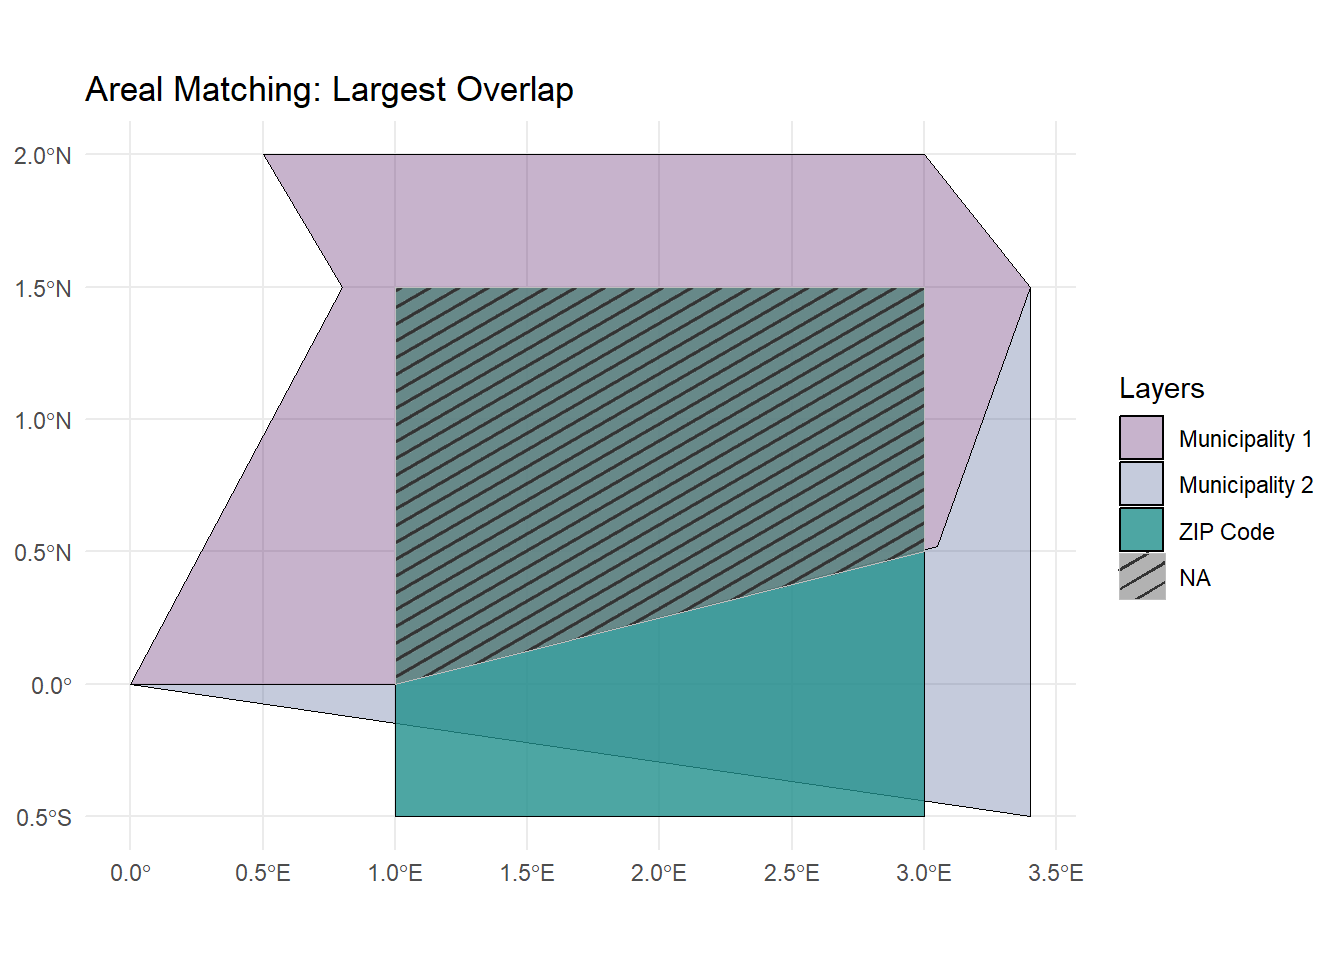 Areal Matching: Largest Overlap
2.0°N
1.5°N
1.0°N
0.5°N
0.0°
0.5°S
0.0°
0.5°E
1.0°E
1.5°E
2.0°E
2.5°E
3.0°E
3.5°E
Layers
Municipality 1
Municipality 2
ZIP Code
NA